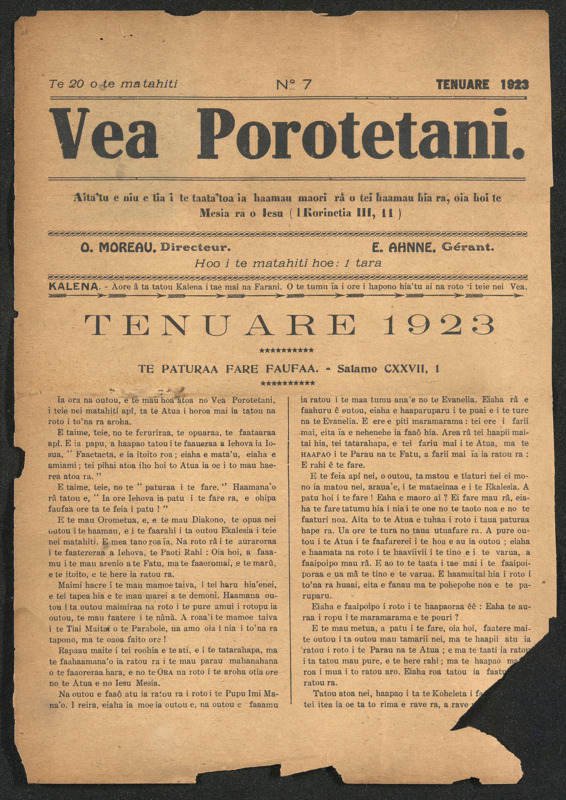 Te 20 o te matahiti
N° 7
TENUARE 1923
Vea Porotetani.
Aita'tu e niu e tia i te taata'toa ia haamau maori râ o tei haamau hia ra, oia hoi te
Mesia ra o Iesu ( I Korinetia III, 11 )
O. MOREAU, Directeur.
E. AHNNE, Gérant.
Hoo i te matahiti hoe: 1 tara
KALENA. - Aore â ta tatou Kalena i tae mai na Farani. O te tumu ia i ore i hapono hia'tu ai na roto i teie nei Vea.
TENUARE 1923
TE PATURAA FARE FAUFAA. - Salamo CXXVII, 1
Ia ora na outou, e te mau hoa'toa no Vea Porotetani,
i teie nei matahiti apî, ta te Atua i horoa mai ia tatou na
roto i to'na ra aroha.
E taime, teie, no te feruriraa, te opuaraa, te faataaraa
apî. E ia papu, a haapao tatou i te faaueraa a Iehova ia Io-
sua, " Faactaeta, e ia itoito roa ; eiaha e mata'u, eiaha e
amiami ; tei pihai atoa iho hoi to Atua ia oe i to mau hae-
rea atoa ra. "
E taime, teie, no te " paturaa i te fare. " Haamana'o
râ tatou e, " Ia ore Iehova ia patu i te fare ra, e ohipa
faufaa ore ta te feia i patu ! "
E te mau Orometua, e, e te mau Diakono, te opua nei
outou i te haamau, e i te faarahi i ta outou Ekalesia i teie
nei matahiti. E mea tano roa ia. Na roto râ i te auraroraa
i te faatereraa a Iehova, te Paoti Rahi : Oia hoi, a faaa-
mu i te mau arenio a te Fatu, ma te faaoromai, e te marû,
e te itoito, e te here ia ratou ra.
Maimi hacre i te mau mamoe taiva, i tei haru hia'enei,
e tei tapea hia e te mau marei a te demoni. Haamana ou-
tou i ta outou maimiraa na roto i te pure amui i rotopu ia
outou, te mau faatere i te nânâ. A roaa'i te mamoe taiva
i te Tiai Maitai o te Parabole, ua amo oia i nia i to'na ra
tapono, ma te oaoa faito ore !
Rapaau maite i tei roohia e te ati, e i te tatarahapa, ma
te faahaamana'o ia ratou ra i te mau parau mahanahana
o te faaoreraa hara, e no te ORA na roto i te aroha otia ore
no te Atua e no Iesu Mesia.
Na outou e faaô atu ia ratou ra i roto i te Pupu Imi Ma-
na'o. I reira, eiaha ia moe ia outou e, na outou e faaamu
ia ratou i te maa tumu ana'e no te Evanelia. Eiaha râ e
faahuru ê outou, eiaha e haaparuparu i te puai e i te ture
na te Evanelia. E ere e piti maramarama : tei ore i farii
mai, eita ia e nehenehe ia faaô hia. Area râ tei haapii mai-
tai hia, tei tatarahapa, e tei fariu mai i te Atua, ma te
HAAPAO i te Parau na te Fatu, a farii mai ia ia ratou ra :
E rahi ê te fare.
E te feia apî nei, o outou, ta matou e tiaturi nei ei mo-
no ia matou nei, araua'e, i te mataeinaa e i te Ekalesia. A
patu hoi i te fare ! Eaha e maoro ai ? Ei fare mau râ, eia-
ha te fare tatumu hia i nia i te one no te taoto noa e no te
faaturi noa. Aita to te Atua e tuhaa i roto i taua paturaa
hape ra. Ua ore te tura no taua utuafare ra. A pure ou-
tou i te Atua i te faafarerei i te hoa e au ia outou ; eiaha
e haamata na roto i te haaviivii i te tino e i te varua, a
faaipoipo mau râ. E ao to te taata i tae mai i te faaipoi-
poraa e ua mâ te tino e te varua. E haamaitai hia i roto i
to'na ra huaai, eita e fanau ma te pohepohe noa e te pa-
ruparu.
Eiaha e faaipoipo i roto i te haapaoraa êê : Eaha te au-
raa i ropu i te maramarama e te pouri ?
E te mau metua, a patu i te fare, oia hoi, faatere mai-
te outou i ta outou mau tamarii nei, ma te haapii atu ia
ratou i roto i te Parau na te Atua ; e ma te taati ia ratou
i ta tatou mau pure, e te here rahi ; ma te haapao
roa i mua i to ratou aro. Eiaha roa tatou ia
ratou ra.
Tatou atoa nei, haapao i ta te Koheleta i
tei itea ia oe ta to rima e rave ra, a rave